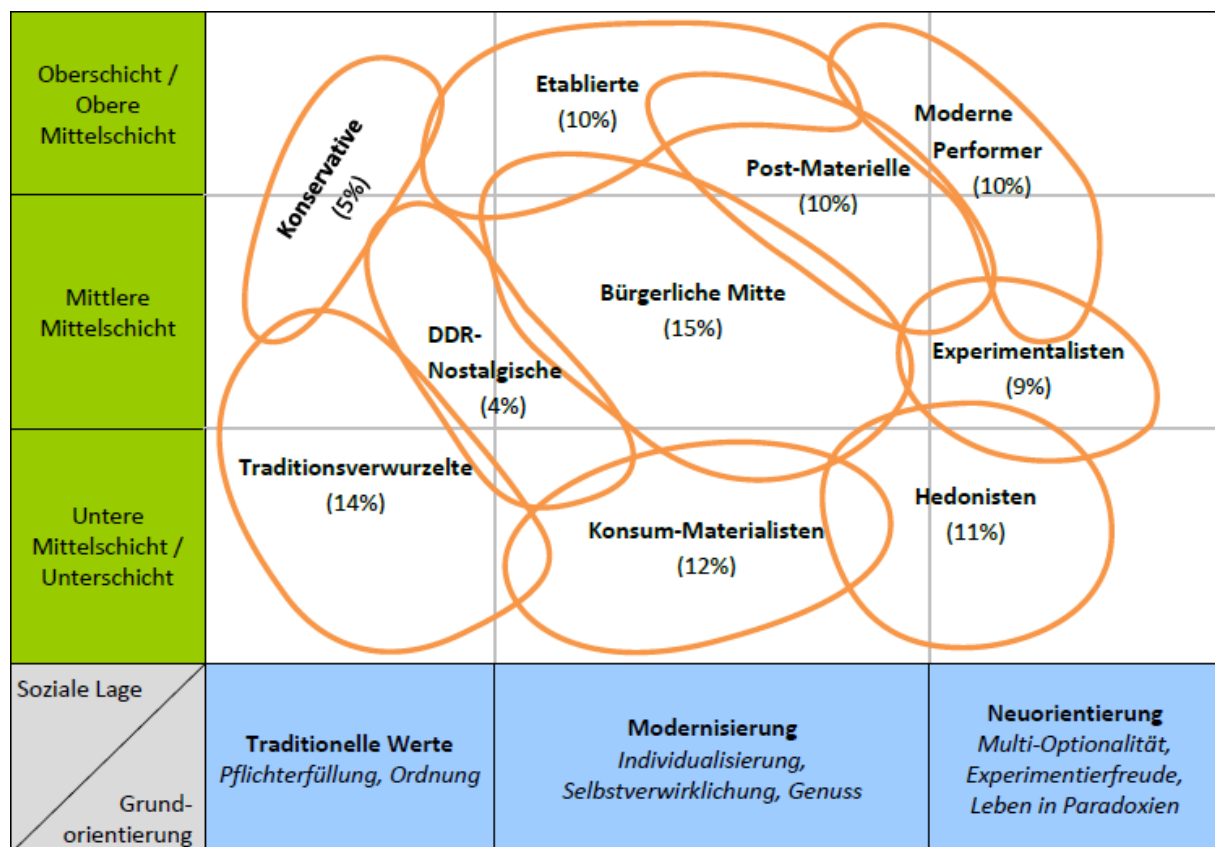 Oberschicht /
Obere
Mittelschicht
Konservative
(5%)
Etablierte
(10%)
Post-Materielle
(10%)
Moderne
Performer
(10%)
Mittlere
Mittelschicht
DDR-
Nostalgische
(4%)
Bürgerliche Mitte
(15%)
Experimentalisten
(9%)
Untere
Mittelschicht /
Unterschicht
Traditionsverwurzelte
(14%)
Konsum-Materialisten
(12%)
Hedonisten
(11%)
Soziale Lage
Grund-
orientierung
Traditionelle Werte
Pflichterfüllung, Ordnung
Modernisierung
Individualisierung,
Selbstverwirklichung, Genuss
Neuorientierung
Multi-Optionalität,
Experimentierfreude,
Leben in Paradoxien